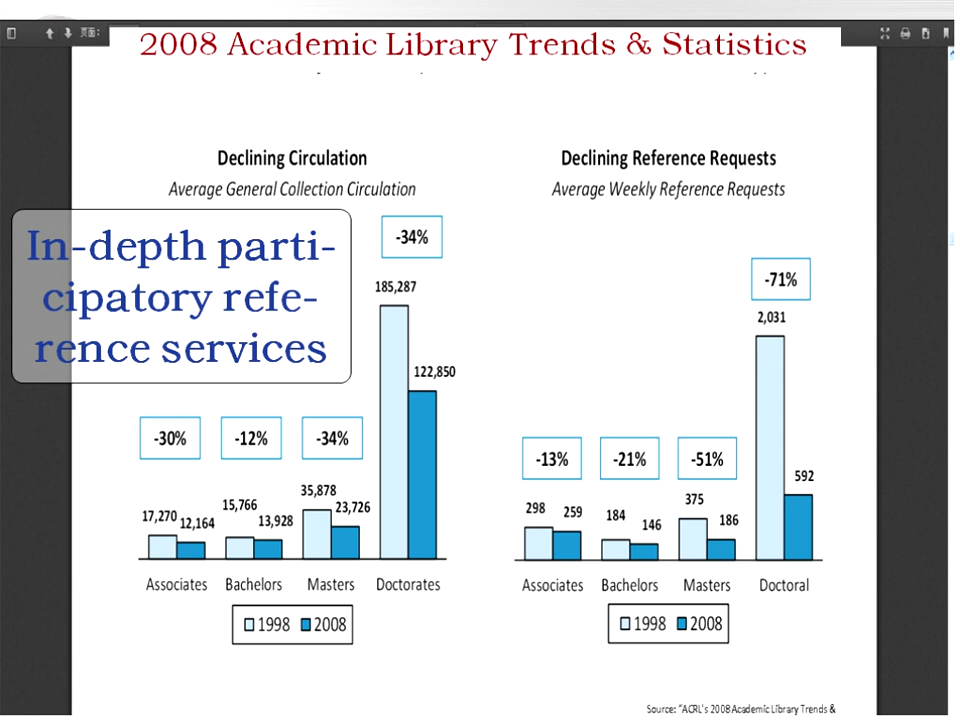 页面:
2008 Academic Library Trends & Statistics
Declining Circulation
Average General Collection Circulation
In-depth parti-
cipatory refe-
rence services
-34%
185,287
122,850
-30%
-12%
-34%
17,270
12,164
15,766
13,928
35,878
23,726
Associates
Bachelors
Masters
Doctorates
1998
2008
Declining Reference Requests
Average Weekly Reference Requests
-71%
2,031
592
-13%
-21%
-51%
298
259
184
146
375
186
Associates
Bachelors
Masters
Doctoral
1998
2008
Source: "ACRL's 2008 Academic Library Trends &